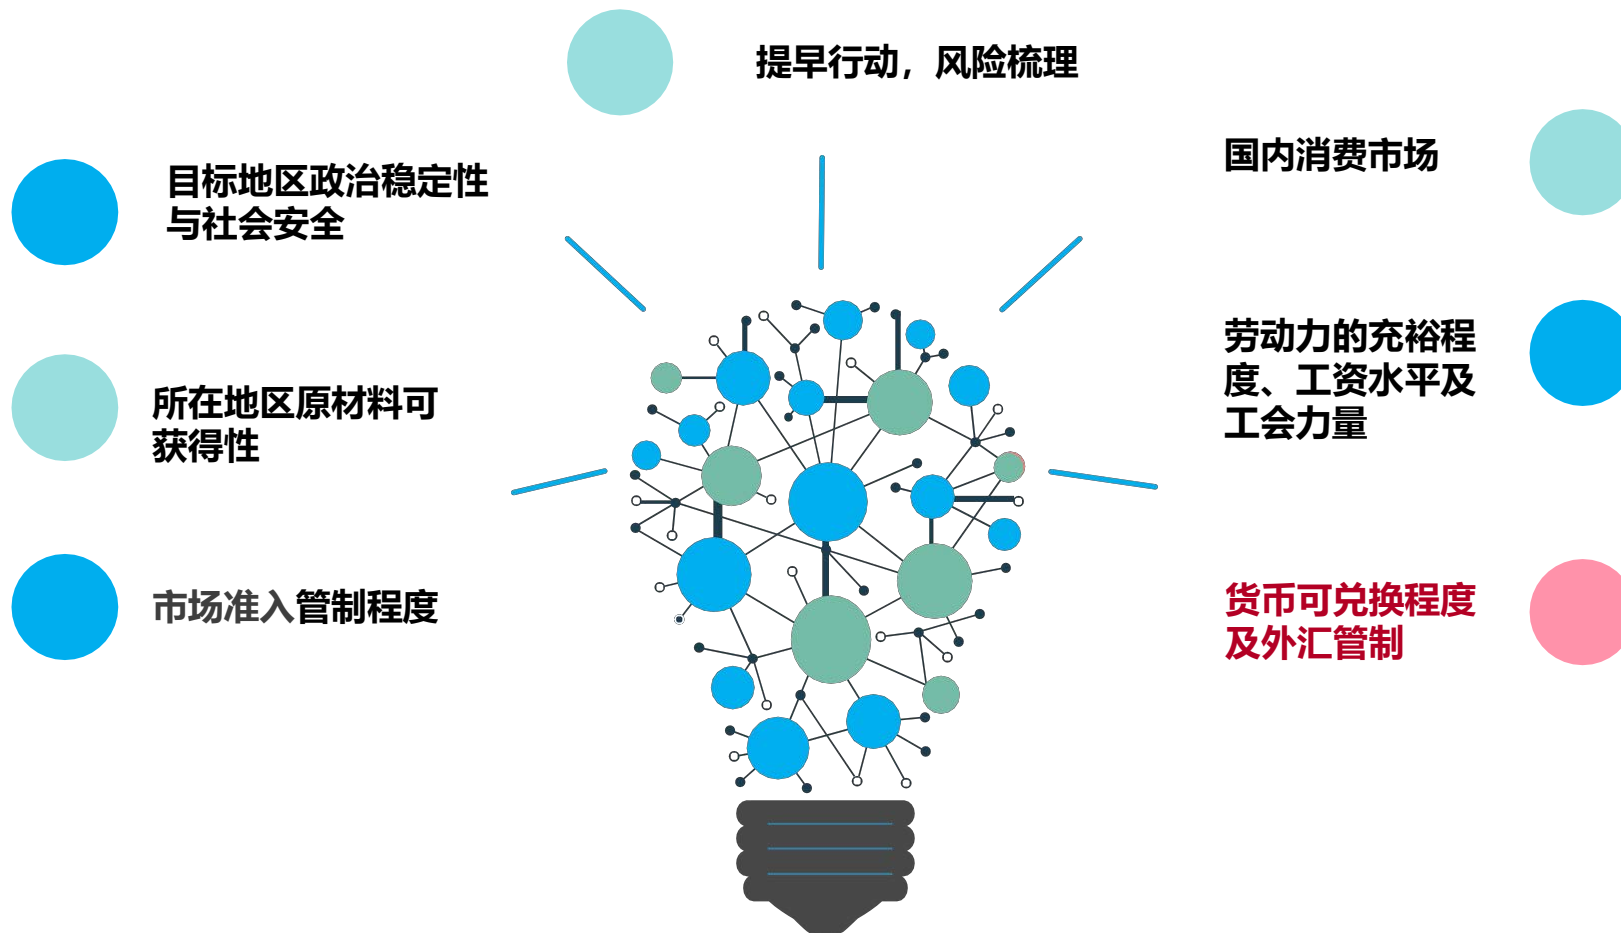 提早行动，风险梳理
目标地区政治稳定性
与社会安全
所在地区原材料可
获得性
市场准入管制程度
国内消费市场
劳动力的充裕程
度、工资水平及
工会力量
货币可兑换程度
及外汇管制